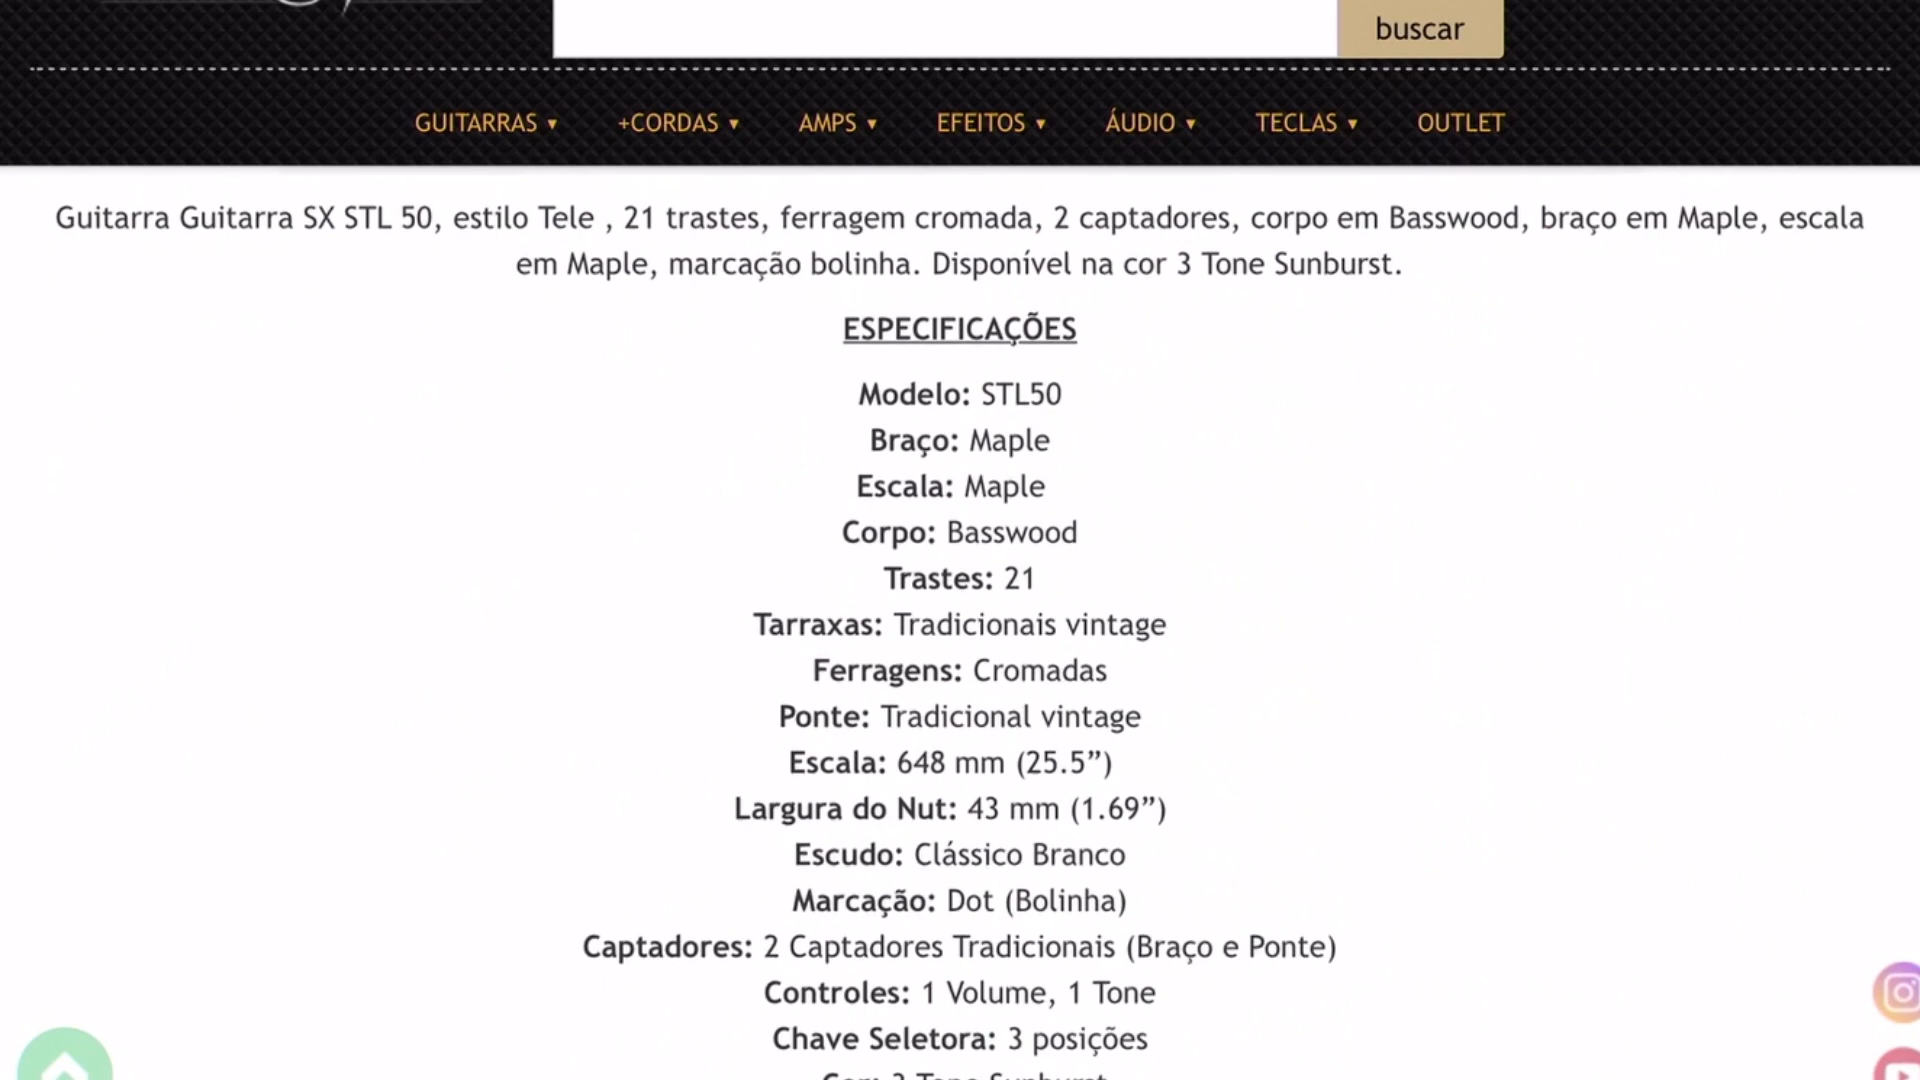 buscar
GUITARRAS ▾ +CORDAS ▾ AMPS ▾ EFEITOS ▾ ÁUDIO ▾ TECLAS ▾ OUTLET
Guitarra Guitarra SX STL 50, estilo Tele , 21 trastes, ferragem cromada, 2 captadores, corpo em Basswood, braço em Maple, escala
em Maple, marcação bolinha. Disponível na cor 3 Tone Sunburst.
ESPECIFICAÇÕES
Modelo: STL50
Braço: Maple
Escala: Maple
Corpo: Basswood
Trastes: 21
Tarraxas: Tradicionais vintage
Ferragens: Cromadas
Ponte: Tradicional vintage
Escala: 648 mm (25.5”)
Largura do Nut: 43 mm (1.69”)
Escudo: Clássico Branco
Marcação: Dot (Bolinha)
Captadores: 2 Captadores Tradicionais (Braço e Ponte)
Controles: 1 Volume, 1 Tone
Chave Seletora: 3 posições
Cor: 3 Tone Sunburst